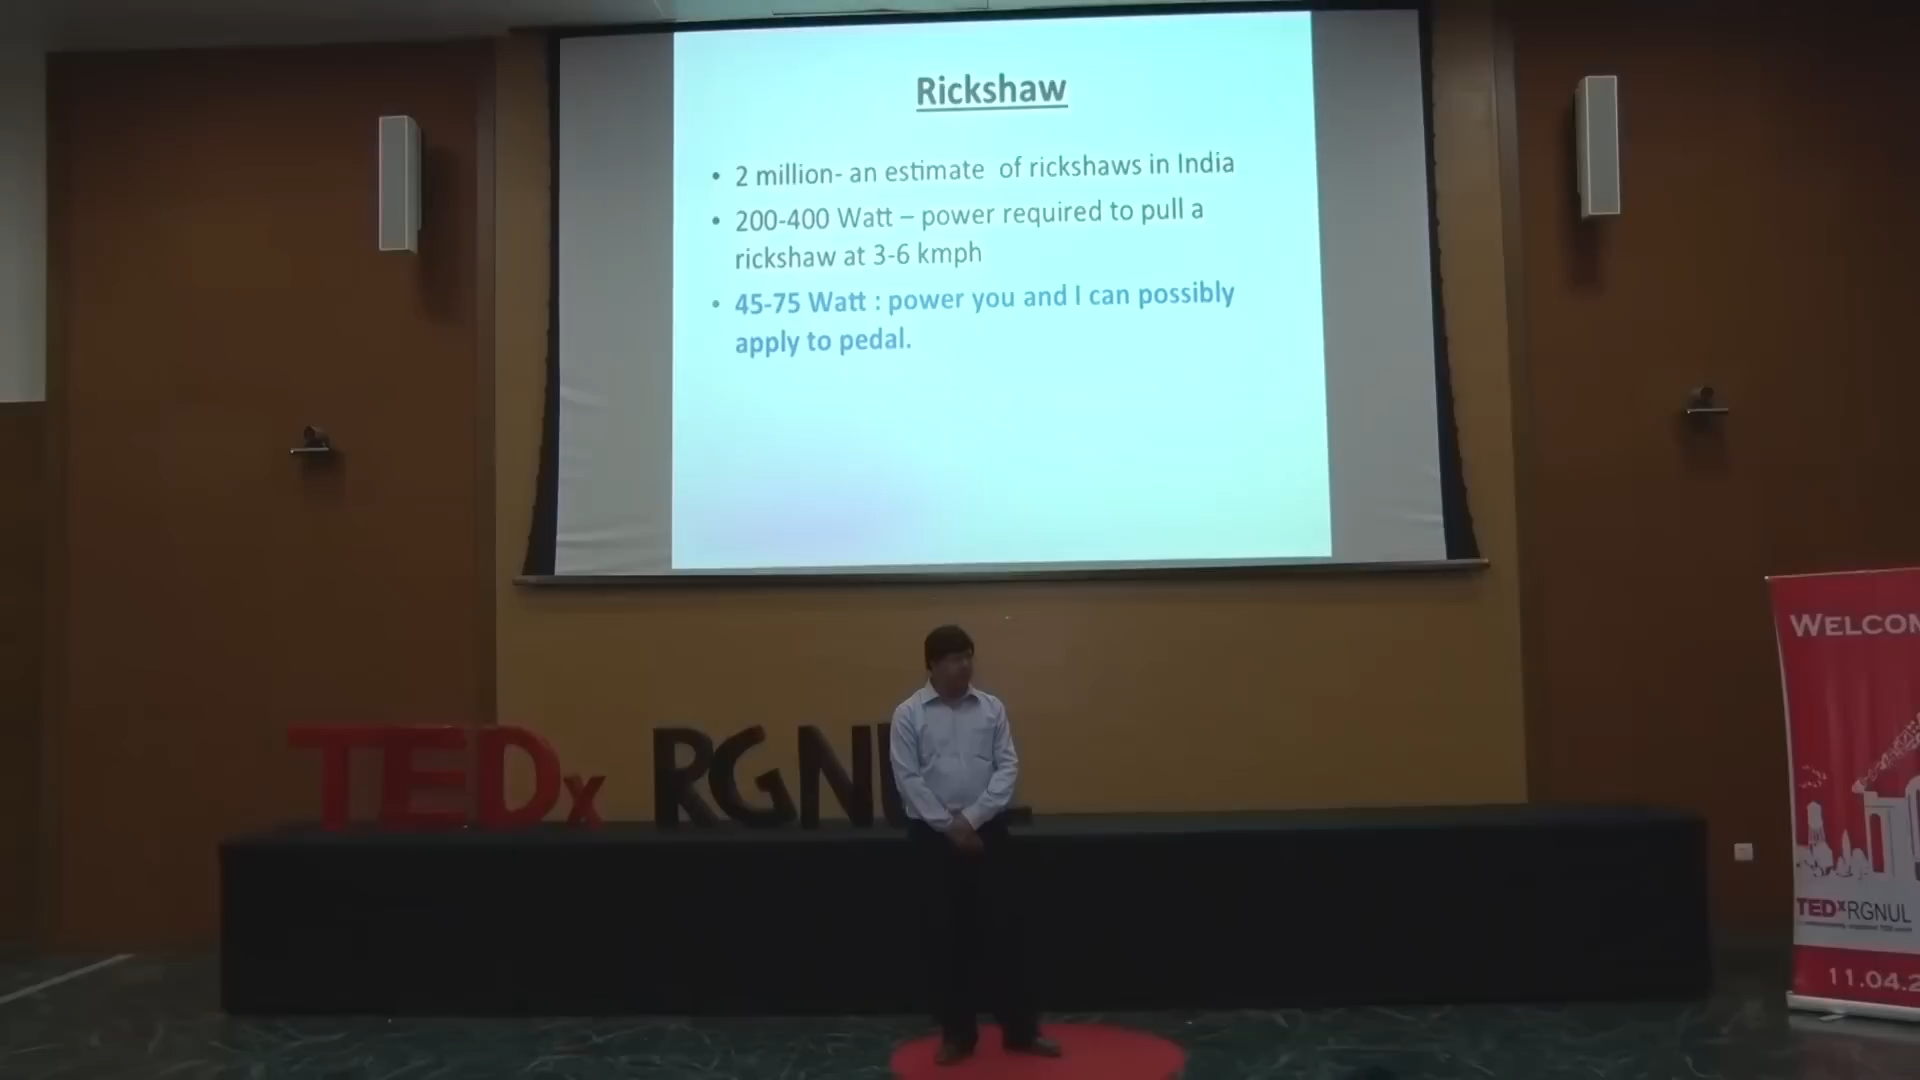 Rickshaw
• 2 million- an estimate of rickshaws in India
• 200-400 Watt – power required to pull a
rickshaw at 3-6 kmph
• 45-75 Watt : power you and I can possibly
apply to pedal.
TEDx RGNUL
WELCOM
TEDxRGNUL
11.04.2